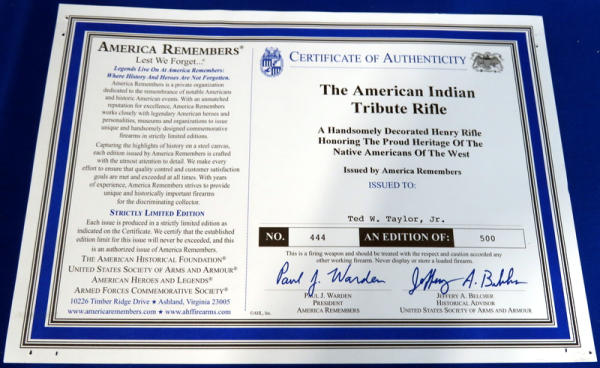 AMERICA REMEMBERS®
Lest We Forget...®
Legends Live On At America Remembers:
Where History And Heroes Are Not Forgotten.
America Remembers is a private organization
dedicated to the remembrance of notable Americans
and historic American events. With an unmatched
reputation for excellence, America Remembers
works closely with legendary American heroes and
personalities, museums and organizations to issue
unique and handsomely designed commemorative
firearms in strictly limited editions.
Capturing the highlights of history on a steel canvas,
each edition issued by America Remembers is crafted
with the utmost attention to detail. We make every
effort to ensure that quality control and customer satisfaction
goals are met and exceeded at all times. With years
of experience, America Remembers strives to provide
unique and historically important firearms
for the discriminating collector.
STRICTLY LIMITED EDITION
Each issue is produced in a strictly limited edition as
indicated on the Certificate. We certify that the established
edition limit for this issue will never be exceeded, and this
is an authorized issue of America Remembers.
THE AMERICAN HISTORICAL FOUNDATION®
UNITED STATES SOCIETY OF ARMS AND ARMOUR®
AMERICAN HEROES AND LEGENDS®
ARMED FORCES COMMEMORATIVE SOCIETY®
10226 Timber Ridge Drive ★ Ashland, Virginia 23005
www.americaremembers.com ★ www.ahffirearms.com
CERTIFICATE OF AUTHENTICITY
The American Indian
Tribute Rifle
A Handsomely Decorated Henry Rifle
Honoring The Proud Heritage Of The
Native Americans Of The West
Issued by America Remembers
ISSUED TO:
Ted W. Taylor, Jr.
NO. 444 AN EDITION OF: 500
This is a firing weapon and should be treated with the respect and caution accorded any
other working firearm. Never display or store a loaded firearm.
Paul J. Warden Jeffery A. Belcher
PAUL J. WARDEN JEFFERY A. BELCHER
PRESIDENT HISTORICAL ADVISOR
AMERICA REMEMBERS UNITED STATES SOCIETY OF ARMS AND ARMOUR
©AHL, Inc.